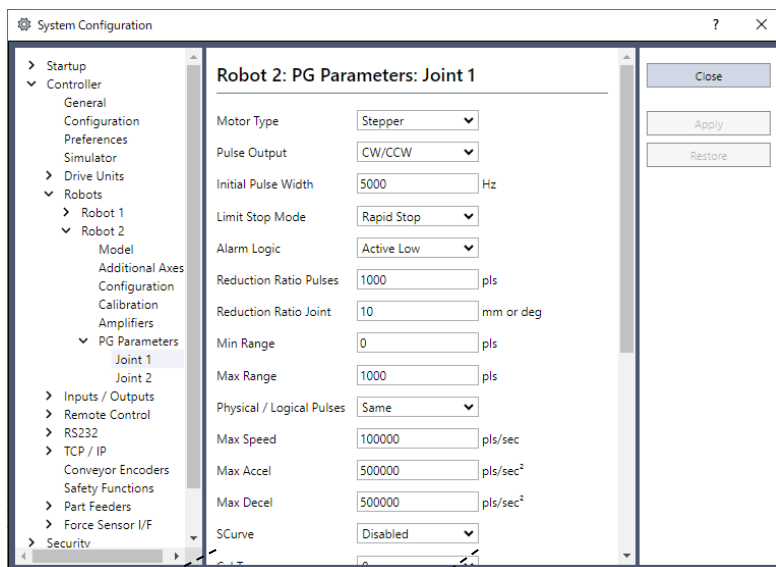 System Configuration ? ×
Startup
Controller
General
Configuration
Preferences
Simulator
Drive Units
Robots
Robot 1
Robot 2
Model
Additional Axes
Configuration
Calibration
Amplifiers
PG Parameters
Joint 1
Joint 2
Inputs / Outputs
Remote Control
RS232
TCP / IP
Conveyor Encoders
Safety Functions
Part Feeders
Force Sensor I/F
Security
Robot 2: PG Parameters: Joint 1
Motor Type Stepper
Pulse Output CW/CCW
Initial Pulse Width 5000 Hz
Limit Stop Mode Rapid Stop
Alarm Logic Active Low
Reduction Ratio Pulses 1000 pls
Reduction Ratio Joint 10 mm or deg
Min Range 0 pls
Max Range 1000 pls
Physical / Logical Pulses Same
Max Speed 100000 pls/sec
Max Accel 500000 pls/sec²
Max Decel 500000 pls/sec²
SCurve Disabled
Close
Apply
Restore